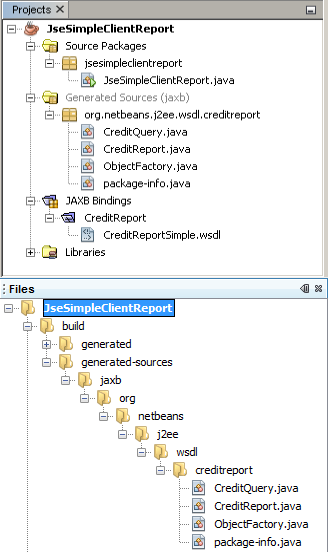 Projects
JseSimpleClientReport
Source Packages
jsesimpleclientreport
JseSimpleClientReport.java
Generated Sources (jaxb)
org.netbeans.j2ee.wsdl.creditreport
CreditQuery.java
CreditReport.java
ObjectFactory.java
package-info.java
JAXB Bindings
CreditReport
CreditReportSimple.wsdl
Libraries
Files
JseSimpleClientReport
build
generated
generated-sources
jaxb
org
netbeans
j2ee
wsdl
creditreport
CreditQuery.java
CreditReport.java
ObjectFactory.java
package-info.java